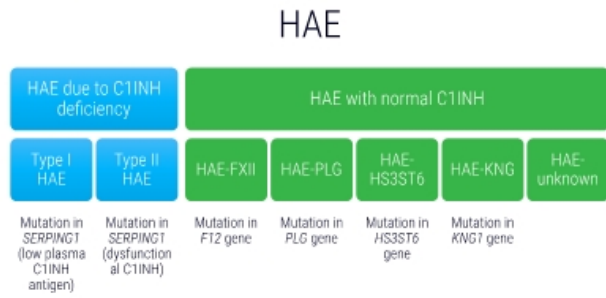 HAE
HAE due to C1INH
deficiency
HAE with normal C1INH
Type I
HAE
Type II
HAE
HAE-FXII
HAE-PLG
HAE-
HS3ST6
HAE-KNG
HAE-
unknown
Mutation in
SERPING1
(low plasma
C1INH
antigen)
Mutation in
SERPING1
(dysfunction
al C1INH)
Mutation in
F12 gene
Mutation in
PLG gene
Mutation in
HS3ST6
gene
Mutation in
KNG1 gene